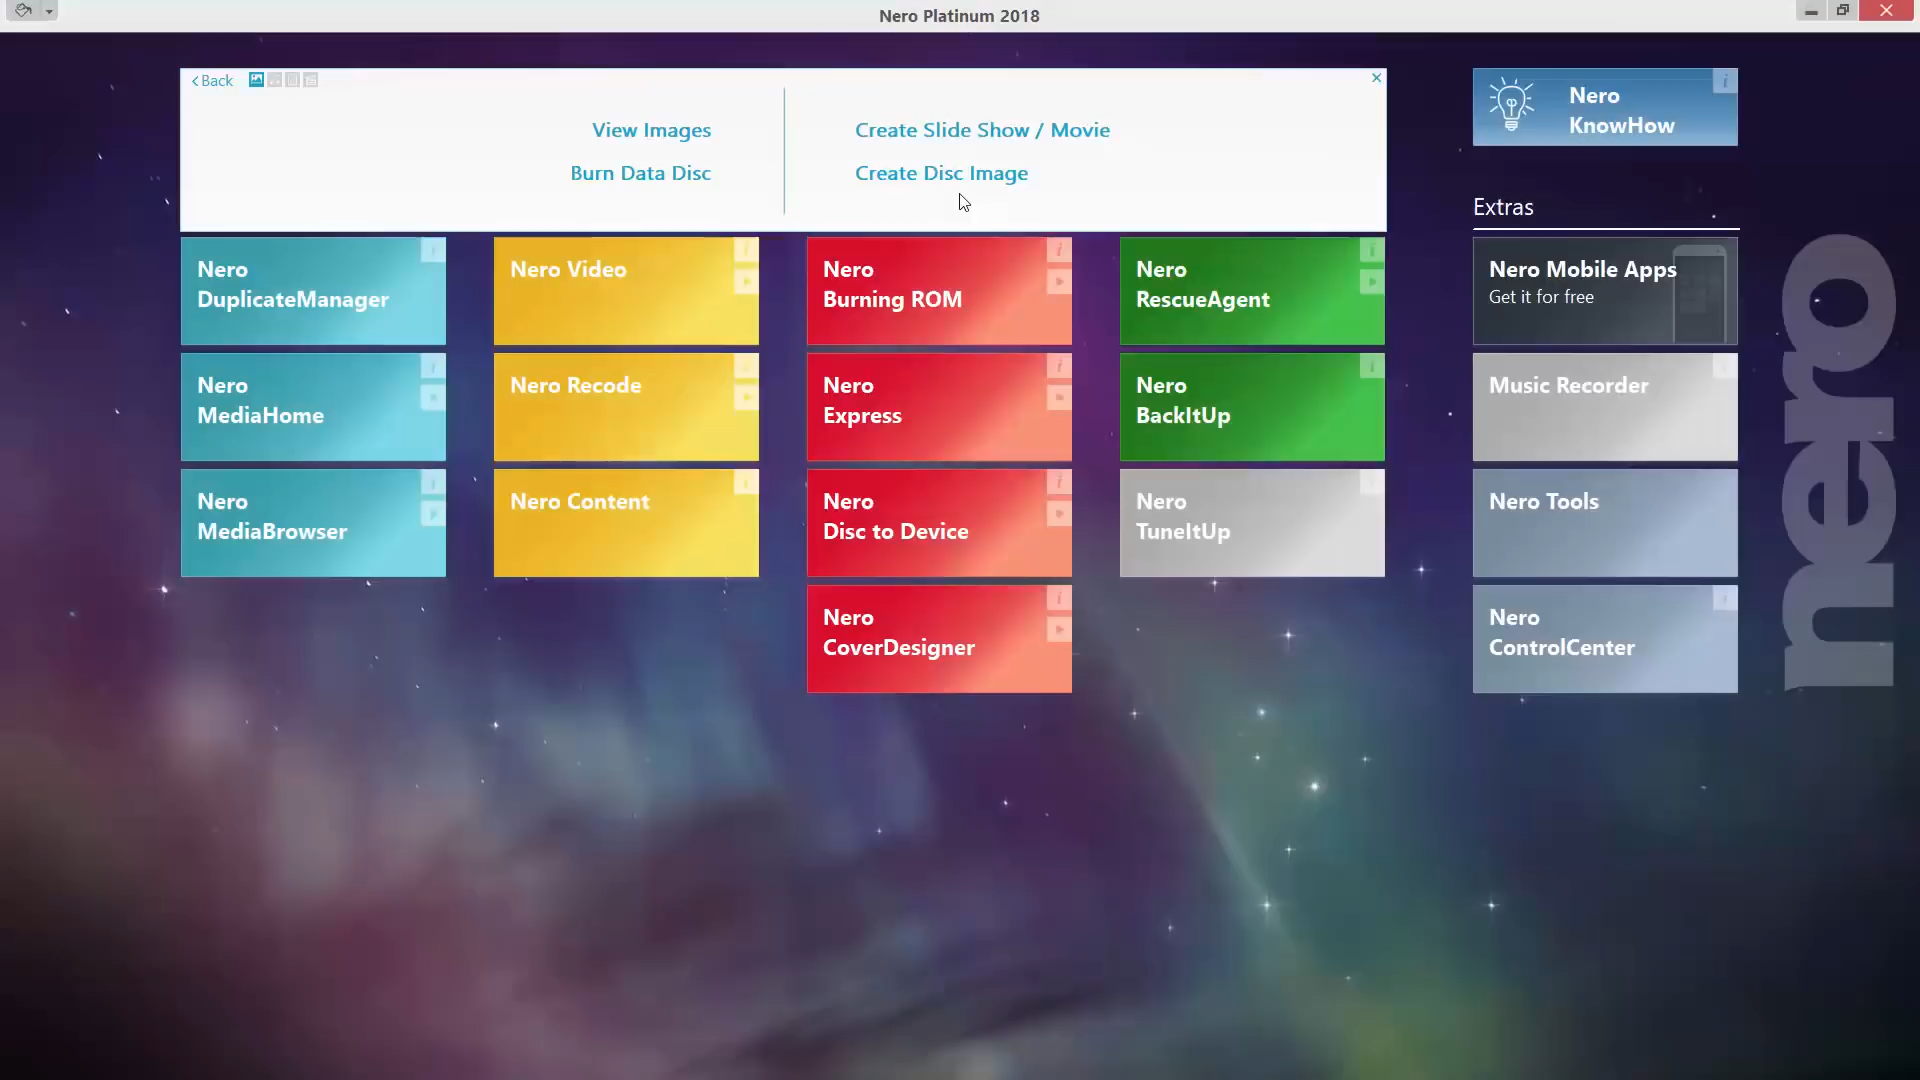 Nero Platinum 2018
Back
View Images
Create Slide Show / Movie
Burn Data Disc
Create Disc Image
Nero
KnowHow
Extras
Nero
DuplicateManager
Nero Video
Nero
Burning ROM
Nero
RescueAgent
Nero Mobile Apps
Get it for free
Nero
MediaHome
Nero Recode
Nero
Express
Nero
BackItUp
Music Recorder
Nero
MediaBrowser
Nero Content
Nero
Disc to Device
Nero
TuneItUp
Nero Tools
Nero
CoverDesigner
Nero
ControlCenter
nero